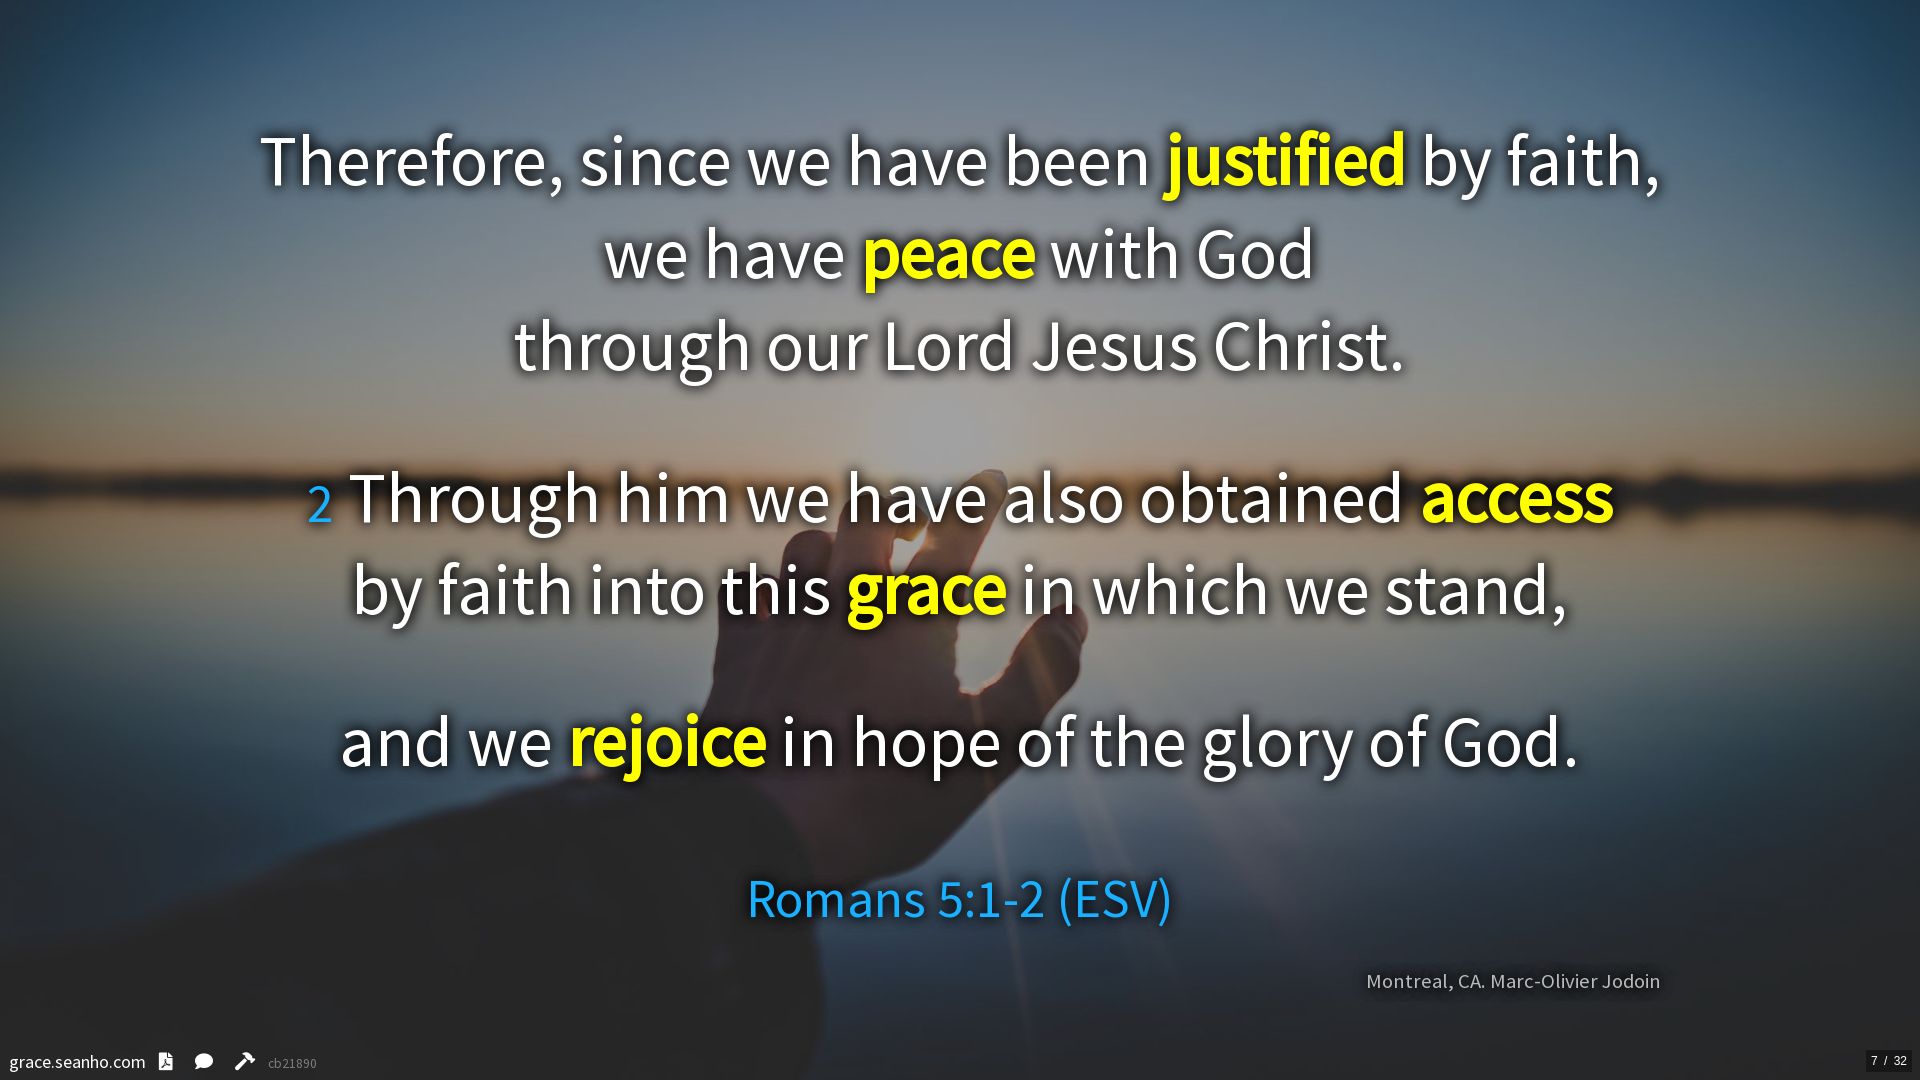 Therefore, since we have been justified by faith,
we have peace with God
through our Lord Jesus Christ.
2 Through him we have also obtained access
by faith into this grace in which we stand,
and we rejoice in hope of the glory of God.
Romans 5:1-2 (ESV)
Montreal, CA. Marc-Olivier Jodoin
grace.seanho.com cb21890
7 / 32